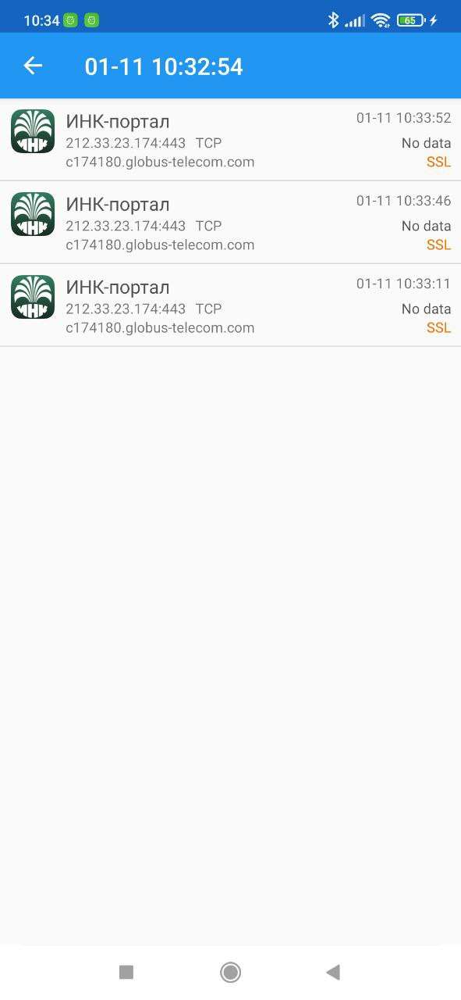 10:34 65
01-11 10:32:54
ИНК-портал 01-11 10:33:52
212.33.23.174:443 TCP No data
c174180.globus-telecom.com SSL
ИНК
ИНК-портал 01-11 10:33:46
212.33.23.174:443 TCP No data
c174180.globus-telecom.com SSL
ИНК
ИНК-портал 01-11 10:33:11
212.33.23.174:443 TCP No data
c174180.globus-telecom.com SSL
ИНК